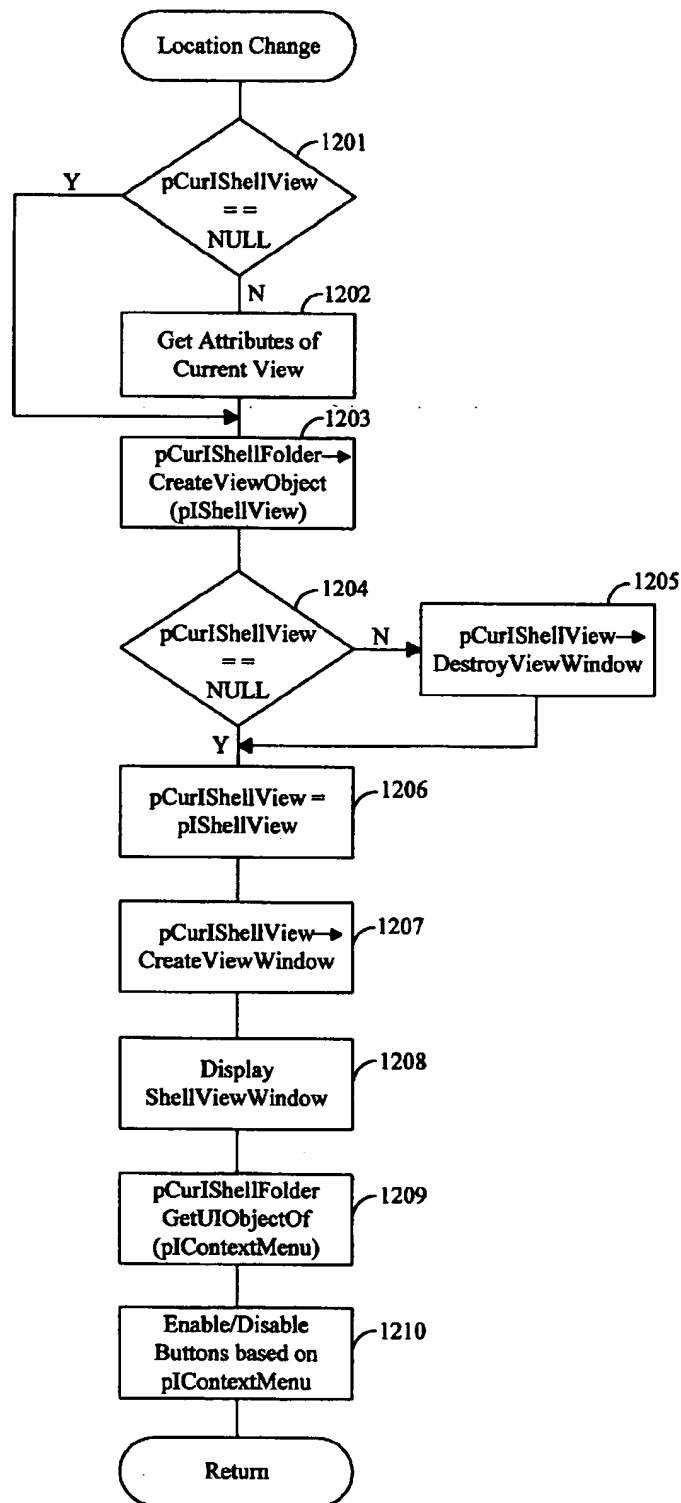 Location Change
1201
Y
pCurIShellView
= =
NULL
N
1202
Get Attributes of
Current View
1203
pCurIShellFolder→
CreateViewObject
(pIShellView)
1204
pCurIShellView
==
NULL
N
1205
pCurIShellView→
DestroyViewWindow
Y
pCurIShellView =
pIShellView
1206
pCurIShellView→
CreateViewWindow
1207
Display
ShellViewWindow
1208
pCurIShellFolder
GetUIObjectOf
(pIContextMenu)
1209
Enable/Disable
Buttons based on
pIContextMenu
1210
Return